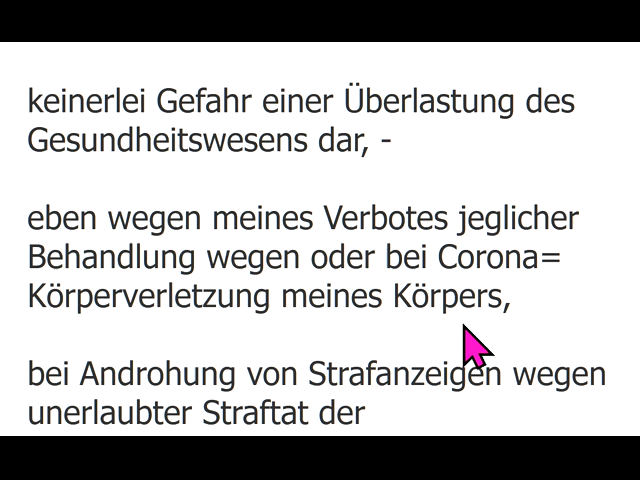 keinerlei Gefahr einer Überlastung des
Gesundheitswesens dar, -
eben wegen meines Verbotes jeglicher
Behandlung wegen oder bei Corona=
Körperverletzung meines Körpers,
bei Androhung von Strafanzeigen wegen
unerlaubter Straftat der